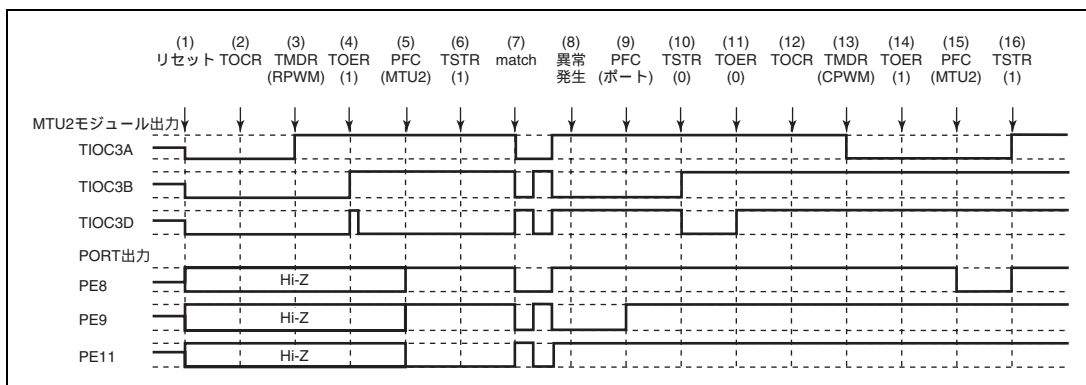 (1) (2) (3) (4) (5) (6) (7) (8) (9) (10) (11) (12) (13) (14) (15) (16)
リセット TOCR TMDR TOER PFC TSTR match 異常 PFC TSTR TOER TOCR TMDR TOER PFC TSTR
(RPWM) (1) (MTU2) (1) 発生 (ポート) (0) (0) (CPWM) (1) (MTU2) (1)
MTU2モジュール出力
TIOC3A
TIOC3B
TIOC3D
PORT出力
PE8 Hi-Z
PE9 Hi-Z
PE11 Hi-Z